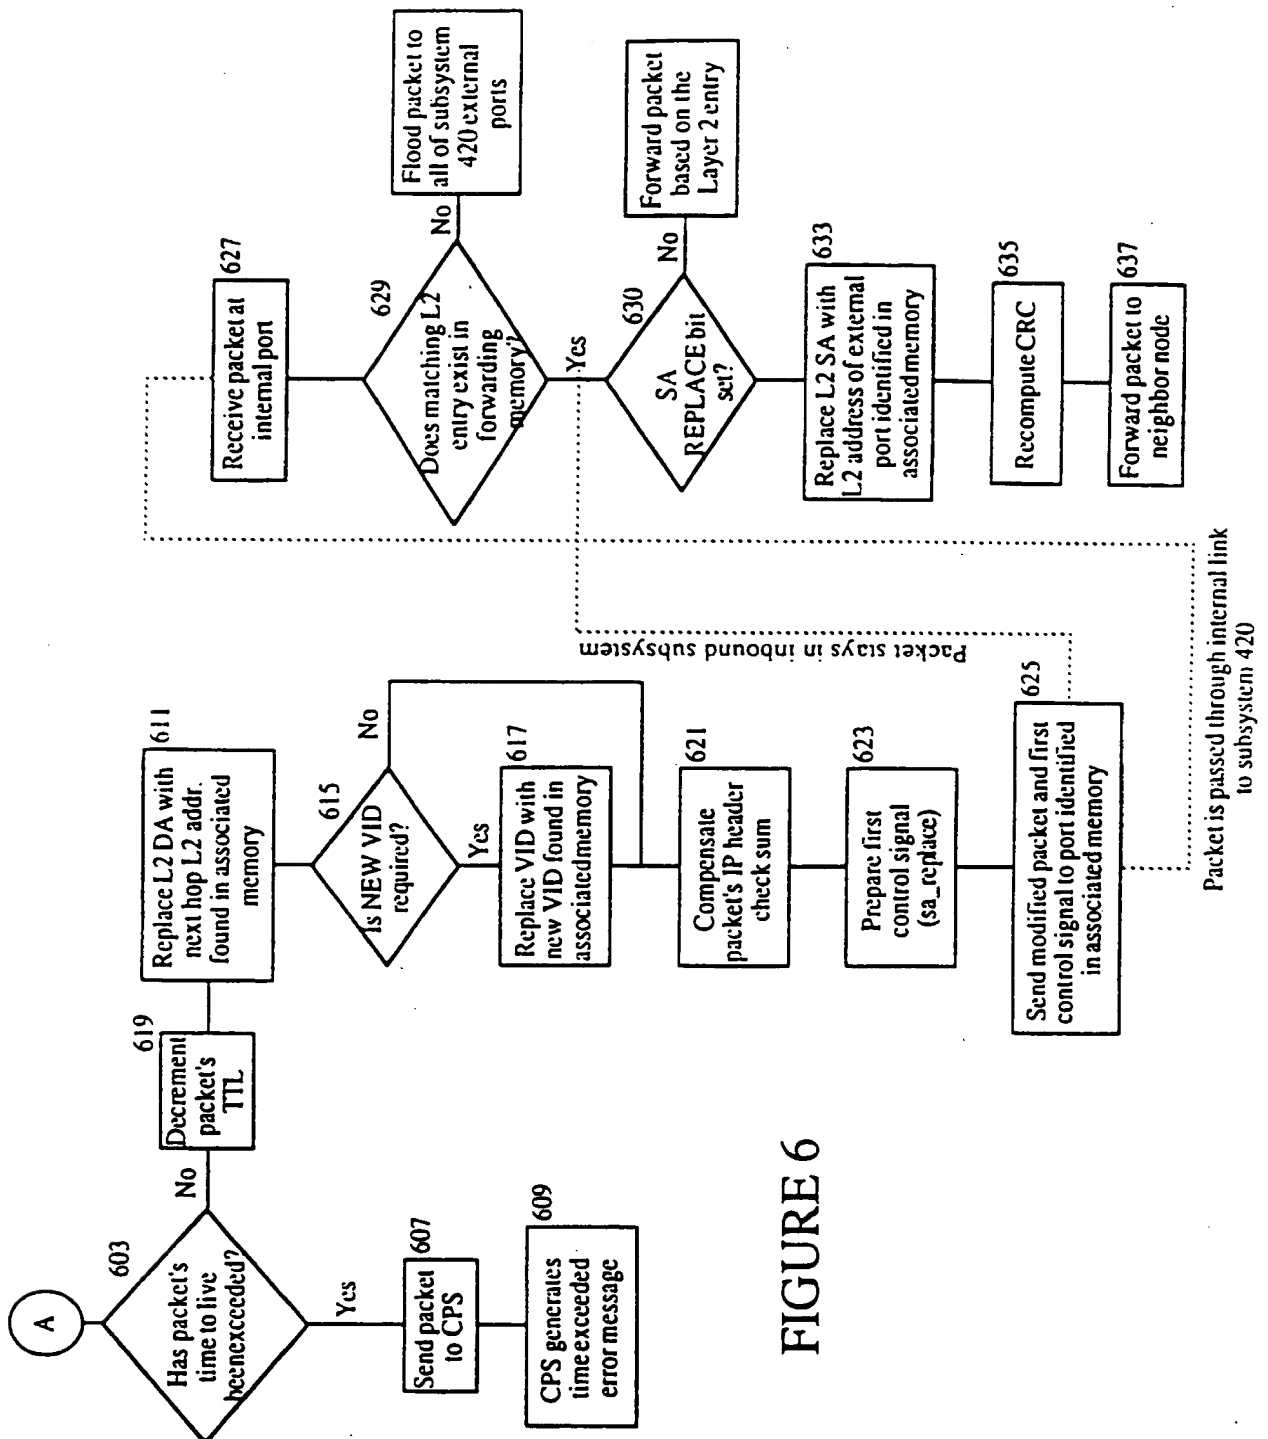 A
603
Has packet's
time to live
beenexceeded?
No
Yes
607
Send packet
to CPS
609
CPS generates
time exceeded
error message
619
Decrement
packet's
TTL
611
Replace L2 DA with
next hop L2 addr.
found in associated
memory
615
Is NEW VID
required?
No
Yes
617
Replace VID with
new VID found in
associatedmemory
621
Compensate
packet's IP header
check sum
623
Prepare first
control signal
(sa_replace)
625
Send modified packet and first
control signal to port identified
in associated memory
Packet stays in inbound subsystem
Packet is passed through internal link
to subsystem 420
627
Receive packet at
internal port
629
Does matching L2
entry exist in
forwarding
memory?
No
Flood packet to
all of subsystem
420 external
ports
Yes
630
SA
REPLACE bit
set?
No
Forward packet
based on the
Layer 2 entry
633
Replace L2 SA with
L2 address of external
port identified in
associated memory
635
Recompute CRC
637
Forward packet to
neighbor node
FIGURE 6